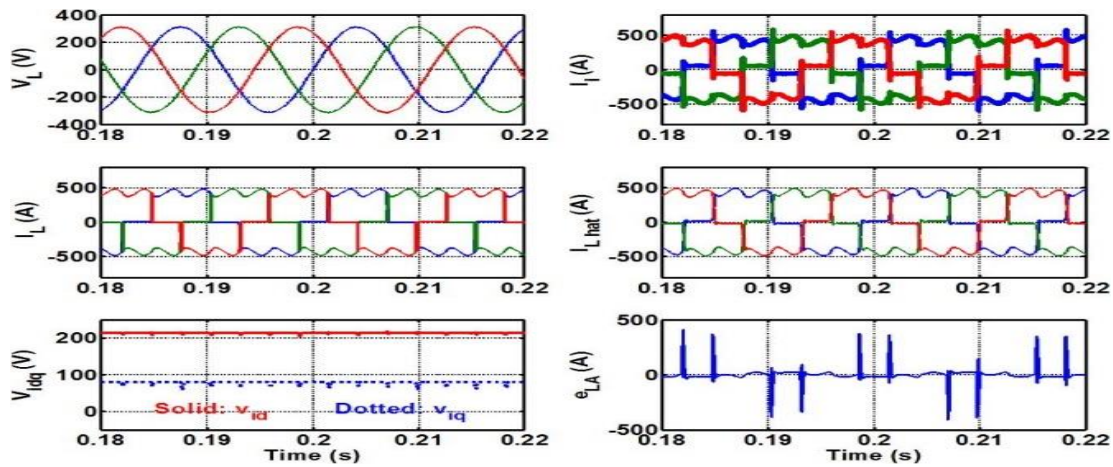 V_L (V)
400
200
0
-200
-400
0.18 0.19 0.2 0.21 0.22
I_I (A)
500
0
-500
0.18 0.19 0.2 0.21 0.22
I_L (A)
500
0
-500
0.18 0.19 0.2 0.21 0.22
I_L hat (A)
500
0
-500
0.18 0.19 0.2 0.21 0.22
V_Idq (V)
200
100
0
Solid: v_id Dotted: v_iq
0.18 0.19 0.2 0.21 0.22
Time (s)
e_LA (A)
500
0
-500
0.18 0.19 0.2 0.21 0.22
Time (s)